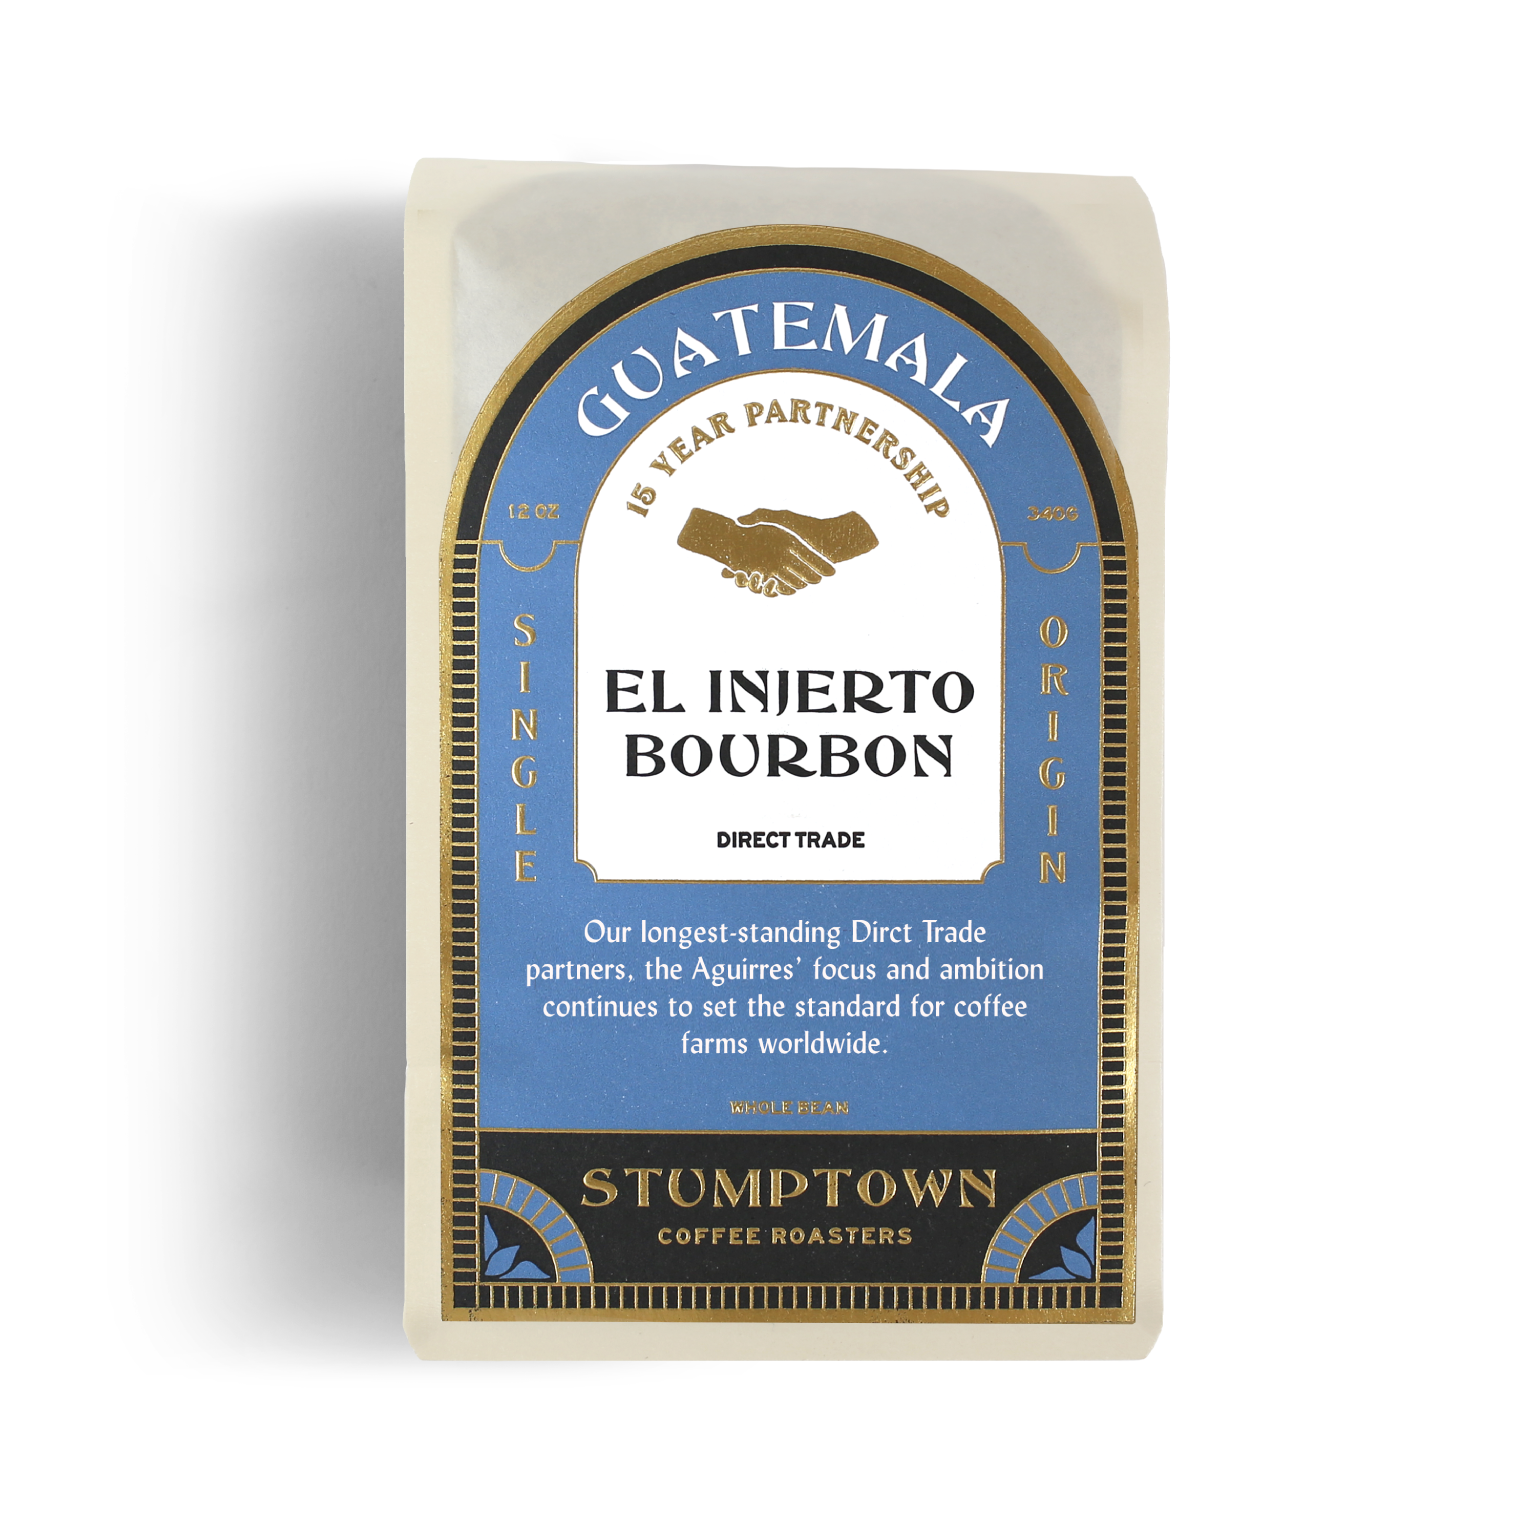 GUATEMALA
15 YEAR PARTNERSHIP
12 OZ
340G
SINGLE
ORIGIN
EL INJERTO
BOURBON
DIRECT TRADE
Our longest-standing Dirct Trade
partners, the Aguirres’ focus and ambition
continues to set the standard for coffee
farms worldwide.
WHOLE BEAN
STUMPTOWN
COFFEE ROASTERS